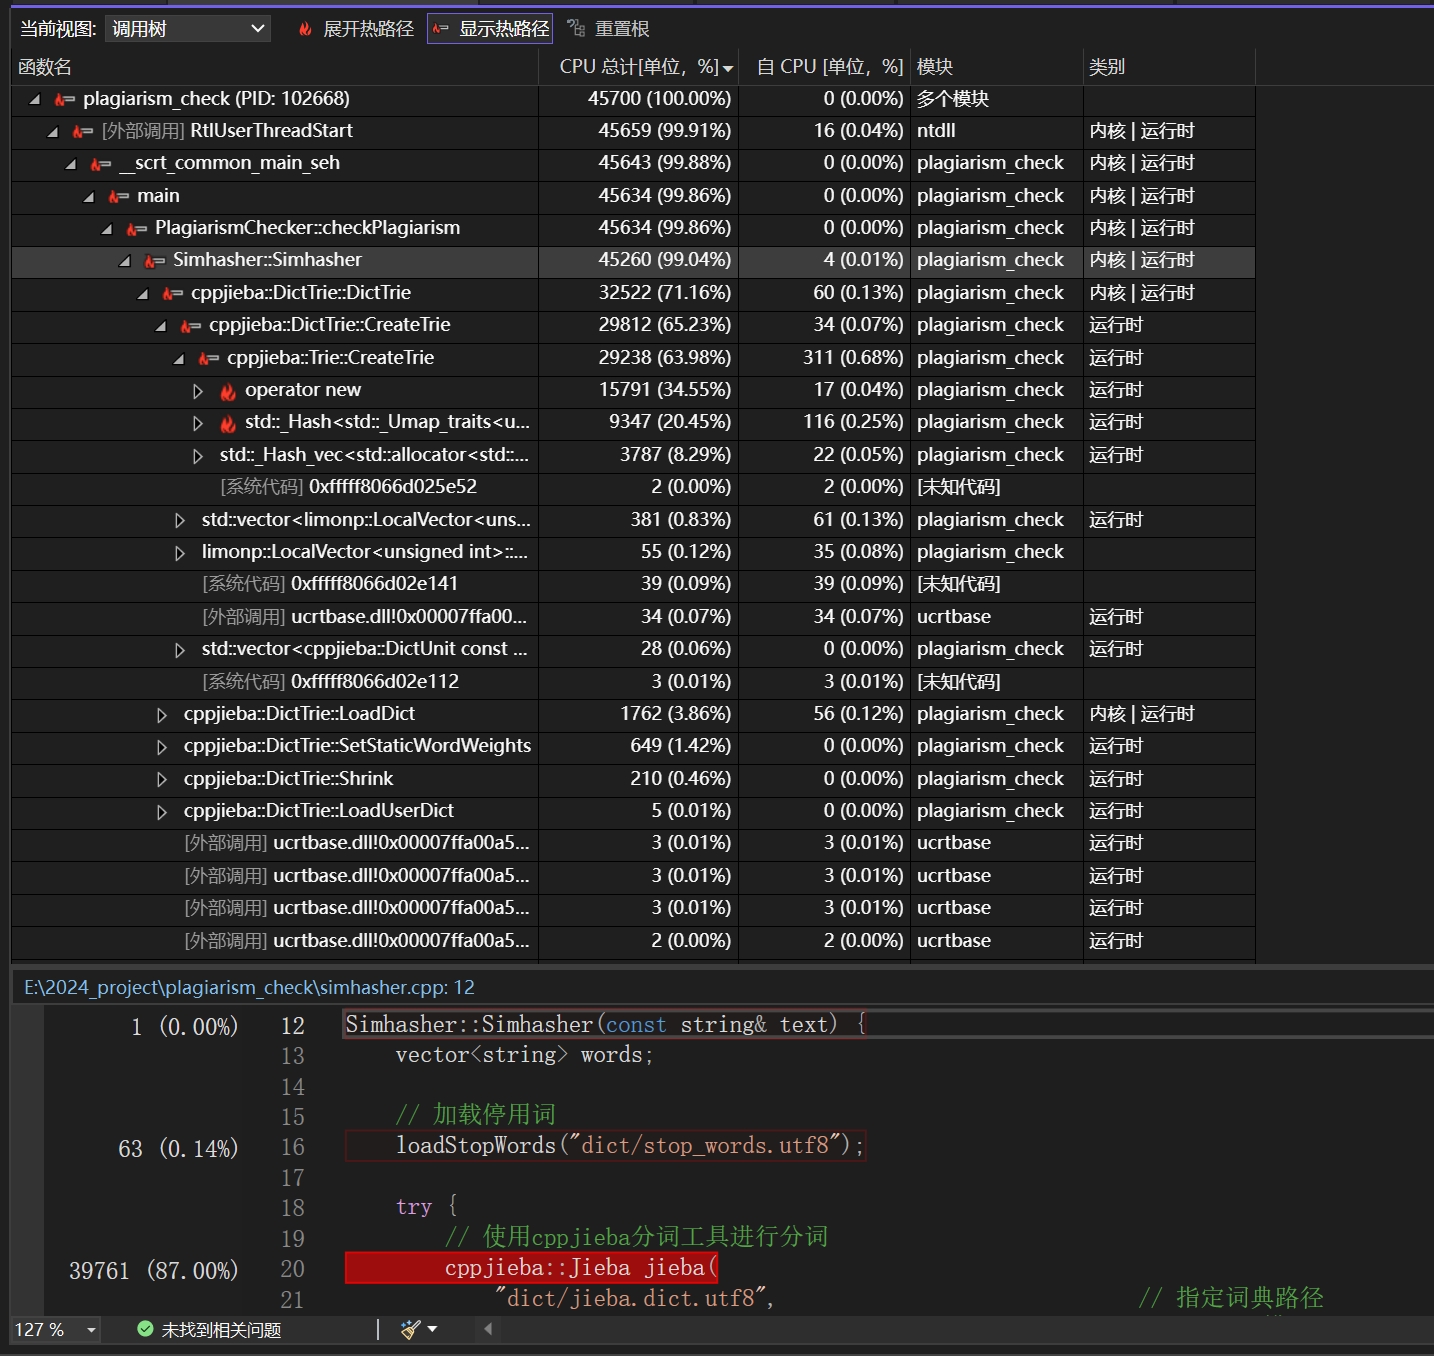 当前视图: 调用树 展开热路径 显示热路径 重置根
函数名 CPU 总计[单位，%] 自 CPU [单位，%] 模块 类别
plagiarism_check (PID: 102668) 45700 (100.00%) 0 (0.00%) 多个模块
[外部调用] RtlUserThreadStart 45659 (99.91%) 16 (0.04%) ntdll 内核 | 运行时
__scrt_common_main_seh 45643 (99.88%) 0 (0.00%) plagiarism_check 内核 | 运行时
main 45634 (99.86%) 0 (0.00%) plagiarism_check 内核 | 运行时
PlagiarismChecker::checkPlagiarism 45634 (99.86%) 0 (0.00%) plagiarism_check 内核 | 运行时
Simhasher::Simhasher 45260 (99.04%) 4 (0.01%) plagiarism_check 内核 | 运行时
cppjieba::DictTrie::DictTrie 32522 (71.16%) 60 (0.13%) plagiarism_check 内核 | 运行时
cppjieba::DictTrie::CreateTrie 29812 (65.23%) 34 (0.07%) plagiarism_check 运行时
cppjieba::Trie::CreateTrie 29238 (63.98%) 311 (0.68%) plagiarism_check 运行时
operator new 15791 (34.55%) 17 (0.04%) plagiarism_check 运行时
std::_Hash<std::_Umap_traits<u... 9347 (20.45%) 116 (0.25%) plagiarism_check 运行时
std::_Hash_vec<std::allocator<std::... 3787 (8.29%) 22 (0.05%) plagiarism_check 运行时
[系统代码] 0xfffff8066d025e52 2 (0.00%) 2 (0.00%) [未知代码]
std::vector<limonp::LocalVector<uns... 381 (0.83%) 61 (0.13%) plagiarism_check 运行时
limonp::LocalVector<unsigned int>::... 55 (0.12%) 35 (0.08%) plagiarism_check
[系统代码] 0xfffff8066d02e141 39 (0.09%) 39 (0.09%) [未知代码]
[外部调用] ucrtbase.dll!0x00007ffa00... 34 (0.07%) 34 (0.07%) ucrtbase 运行时
std::vector<cppjieba::DictUnit const ... 28 (0.06%) 0 (0.00%) plagiarism_check 运行时
[系统代码] 0xfffff8066d02e112 3 (0.01%) 3 (0.01%) [未知代码]
cppjieba::DictTrie::LoadDict 1762 (3.86%) 56 (0.12%) plagiarism_check 内核 | 运行时
cppjieba::DictTrie::SetStaticWordWeights 649 (1.42%) 0 (0.00%) plagiarism_check 运行时
cppjieba::DictTrie::Shrink 210 (0.46%) 0 (0.00%) plagiarism_check 运行时
cppjieba::DictTrie::LoadUserDict 5 (0.01%) 0 (0.00%) plagiarism_check 运行时
[外部调用] ucrtbase.dll!0x00007ffa00a5... 3 (0.01%) 3 (0.01%) ucrtbase 运行时
[外部调用] ucrtbase.dll!0x00007ffa00a5... 3 (0.01%) 3 (0.01%) ucrtbase 运行时
[外部调用] ucrtbase.dll!0x00007ffa00a5... 3 (0.01%) 3 (0.01%) ucrtbase 运行时
[外部调用] ucrtbase.dll!0x00007ffa00a5... 2 (0.00%) 2 (0.00%) ucrtbase 运行时
E:\2024_project\plagiarism_check\simhasher.cpp: 12
1 (0.00%) 12 Simhasher::Simhasher(const string& text) {
13 vector<string> words;
14
15 // 加载停用词
63 (0.14%) 16 loadStopWords("dict/stop_words.utf8");
17
18 try {
19 // 使用cppjieba分词工具进行分词
39761 (87.00%) 20 cppjieba::Jieba jieba(
21 "dict/jieba.dict.utf8", // 指定词典路径
127 % 未找到相关问题